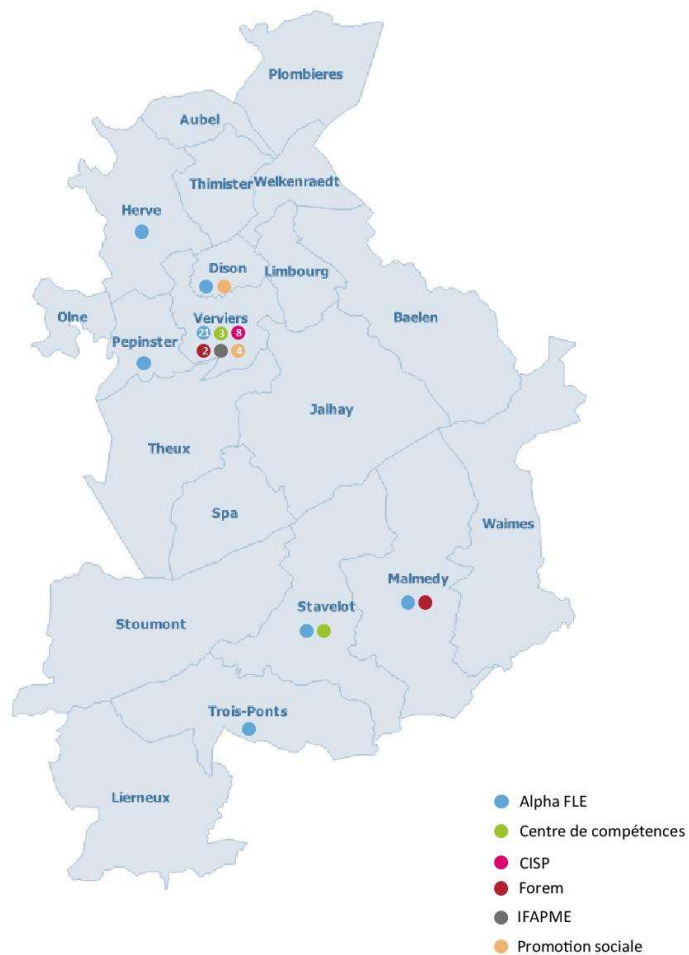 Plombieres
Aubel
Thimister
Welkenraedt
Herve
Dison
Limbourg
Olne
Verviers
21 3 8
Baelen
Pepinster
2 4
Jalhay
Theux
Spa
Waimes
Malmedy
Stavelot
Stoumont
Trois-Ponts
Lierneux
Alpha FLE
Centre de compétences
CISP
Forem
IFAPME
Promotion sociale